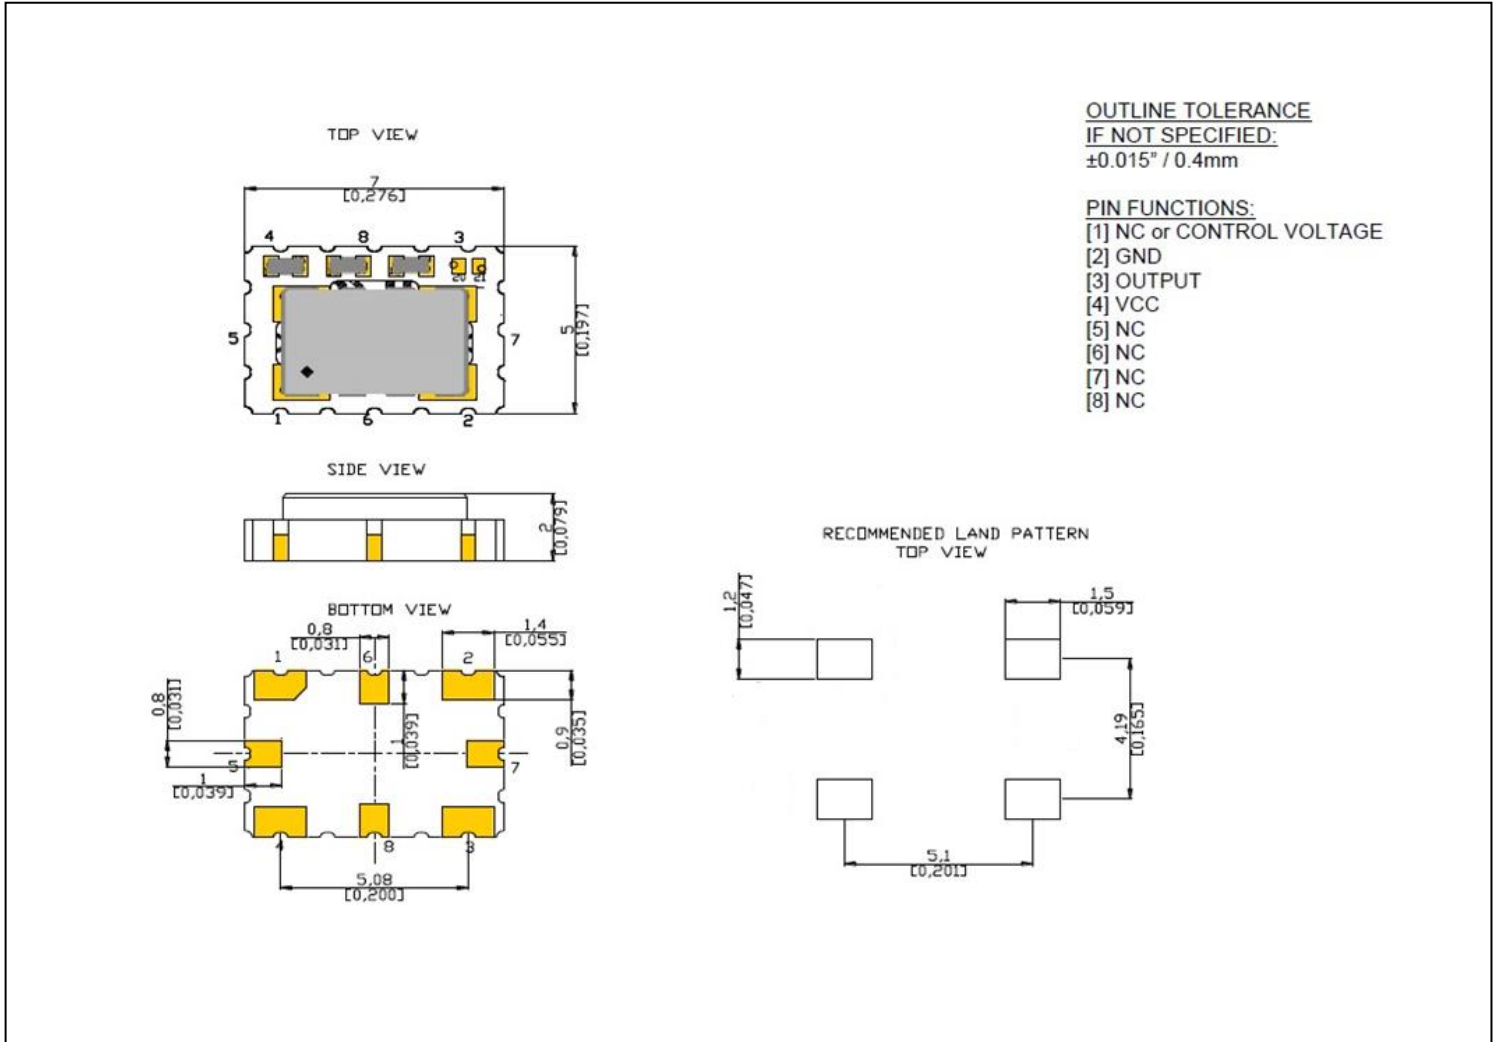 TOP VIEW
7
[0,276]
4 8 3
20 21
5
[0,197]
5 7
1 6 2
SIDE VIEW
2
[0,079]
BOTTOM VIEW
0,8
[0,031]
1,4
[0,055]
1 6 2
0,8
[0,031]
1
[0,039]
0,9
[0,035]
5 7
1
[0,039]
4 8 3
5,08
[0,200]
OUTLINE TOLERANCE
IF NOT SPECIFIED:
±0.015” / 0.4mm
PIN FUNCTIONS:
[1] NC or CONTROL VOLTAGE
[2] GND
[3] OUTPUT
[4] VCC
[5] NC
[6] NC
[7] NC
[8] NC
RECOMMENDED LAND PATTERN
TOP VIEW
1,2
[0,047]
1,5
[0,059]
4,19
[0,165]
5,1
[0,201]